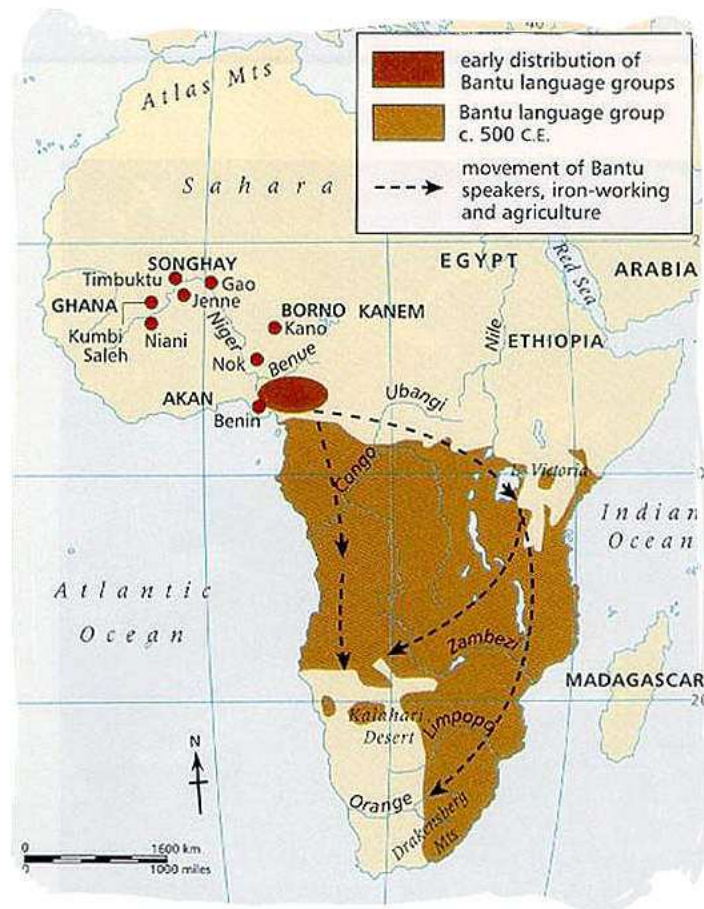 early distribution of
Bantu language groups
Bantu language group
c. 500 C.E.
movement of Bantu
speakers, iron-working
and agriculture
Atlas Mts
Sahara
EGYPT
Red Sea
ARABIA
SONGHAY
Timbuktu
Gao
Jenne
GHANA
BORNO KANEM
Kano
Kumbi
Saleh
Niani
Niger
Nile
ETHIOPIA
Nok
Benue
AKAN
Ubangi
Benin
L. Victoria
Congo
Indian
Ocean
Atlantic
Ocean
Zambezi
MADAGASCAR
Kalahari
Desert
Limpopo
N
Orange
Drakensberg
Mts
0
1600 km
0
1000 miles